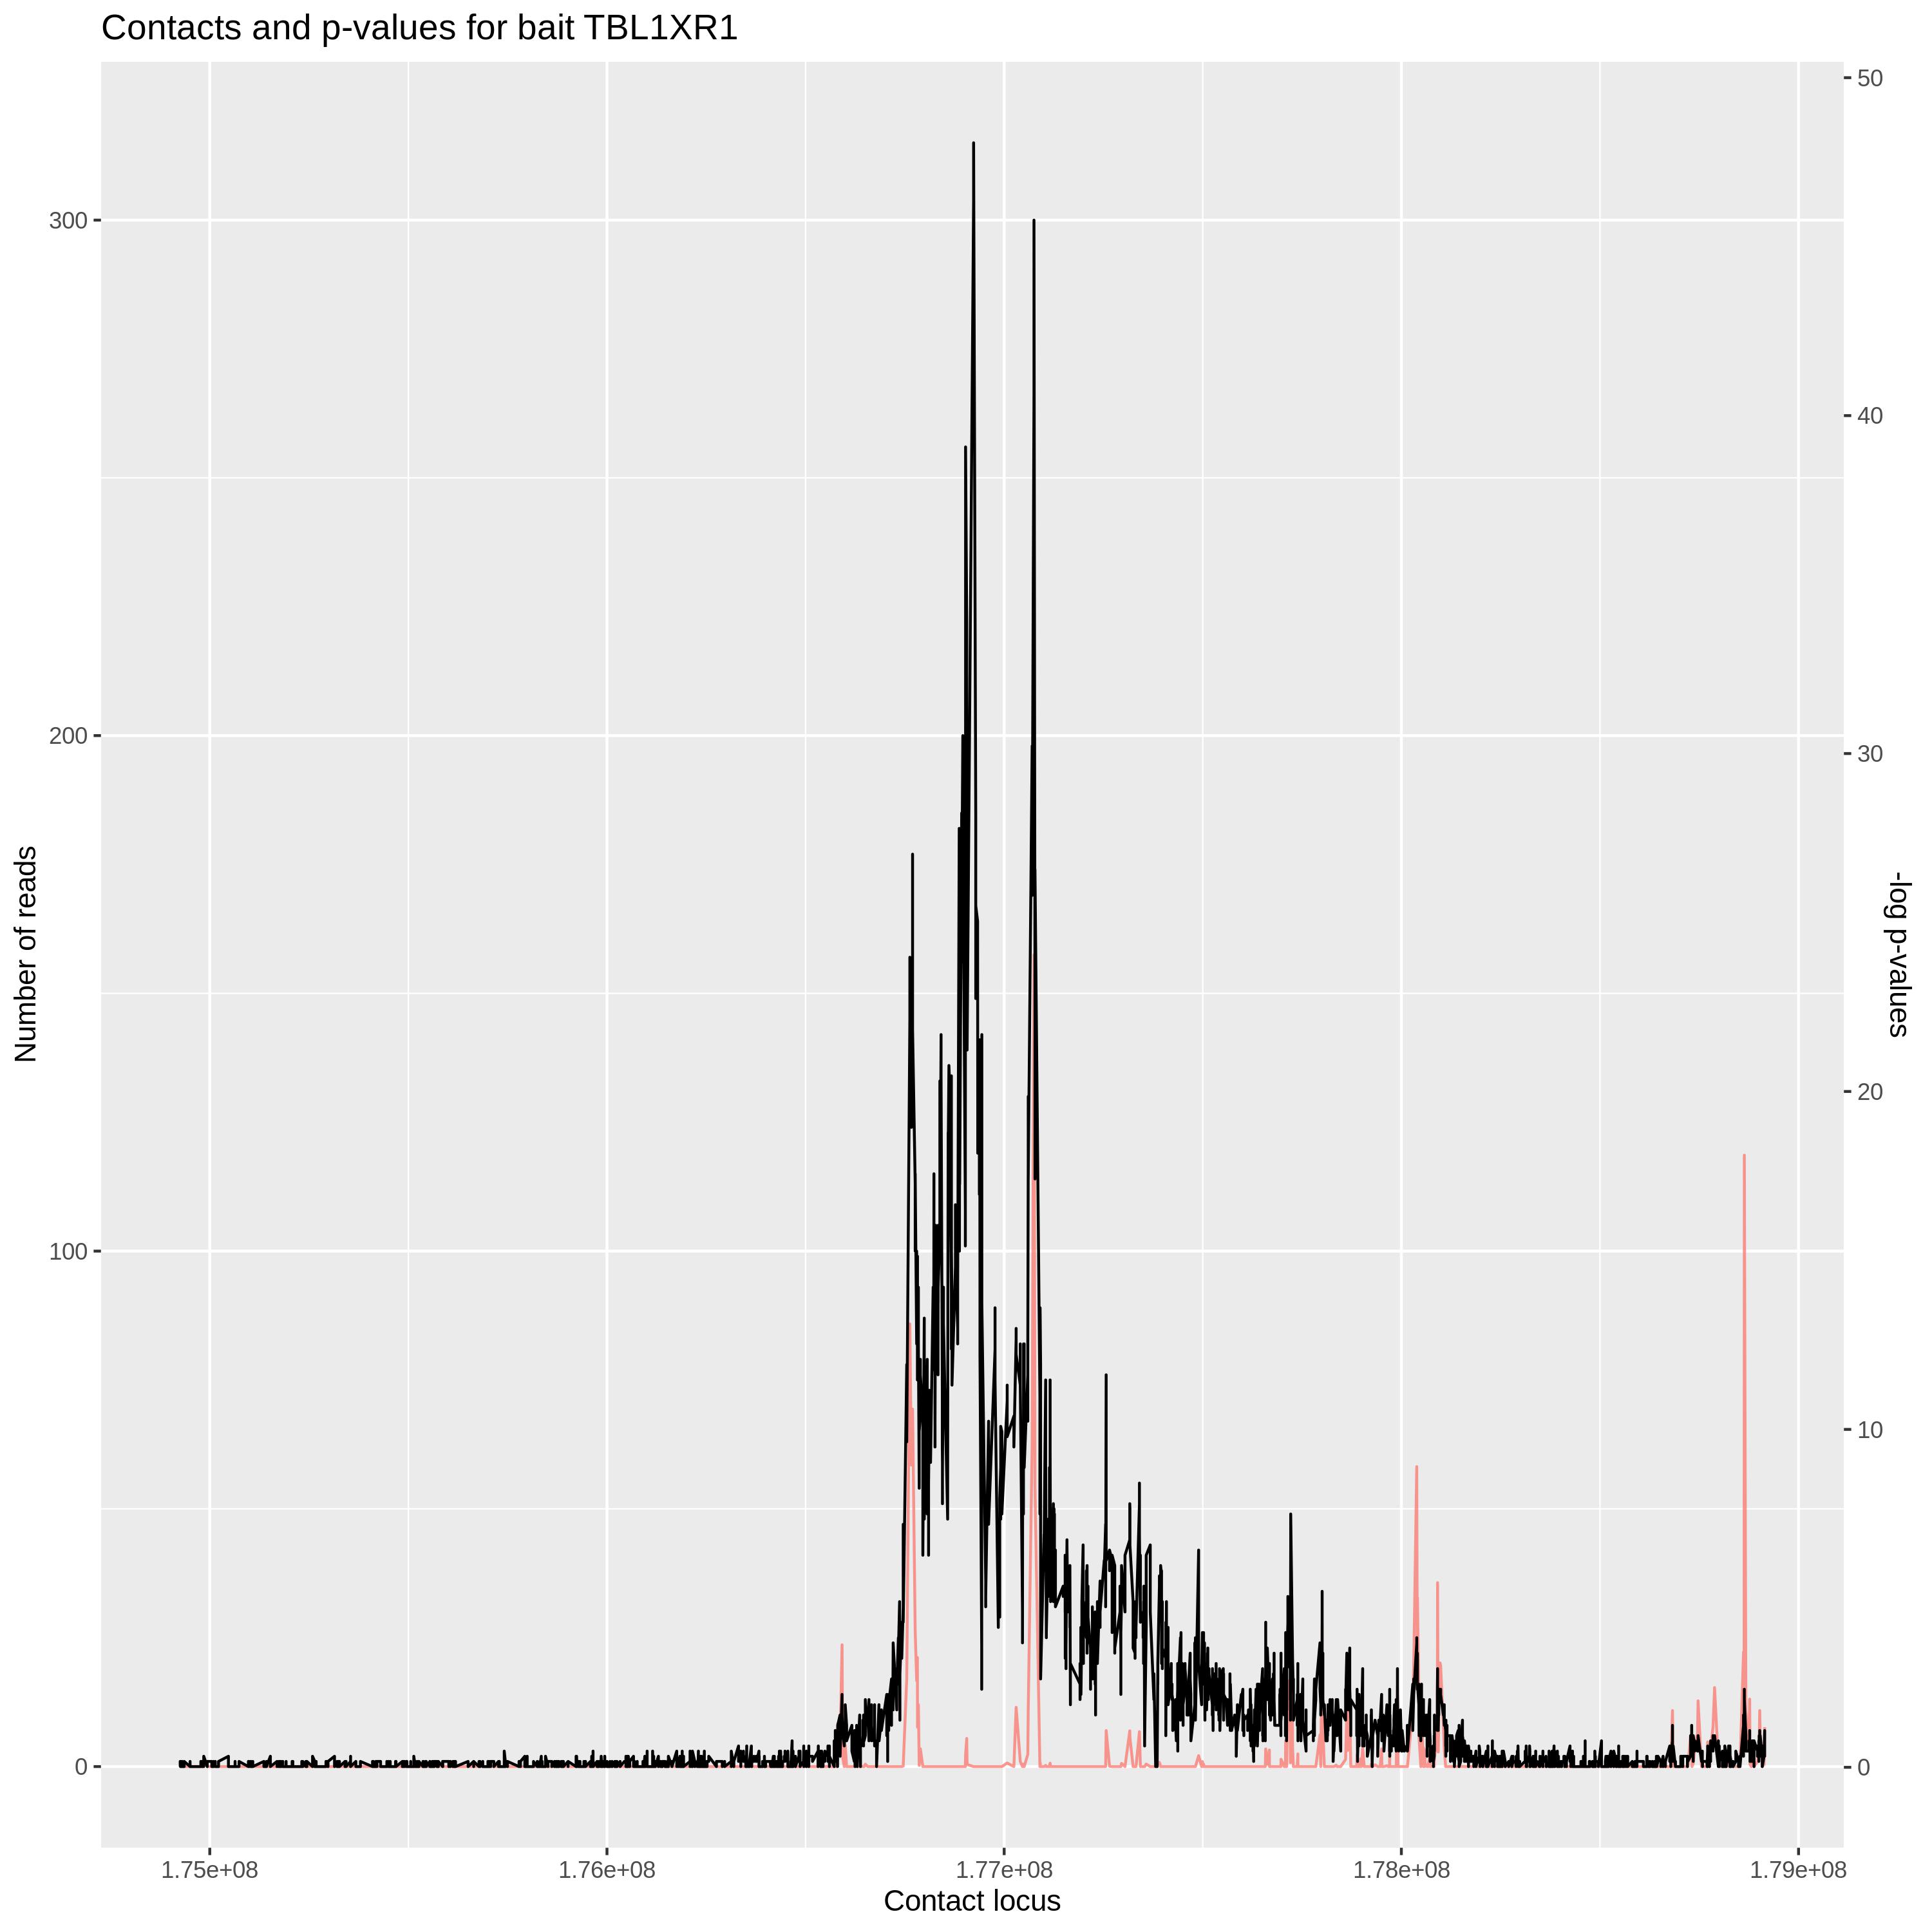 Contacts and p-values for bait TBL1XR1
Number of reads
300
200
100
0
50
40
30
20
10
0
-log p-values
1.75e+08
1.76e+08
1.77e+08
1.78e+08
1.79e+08
Contact locus